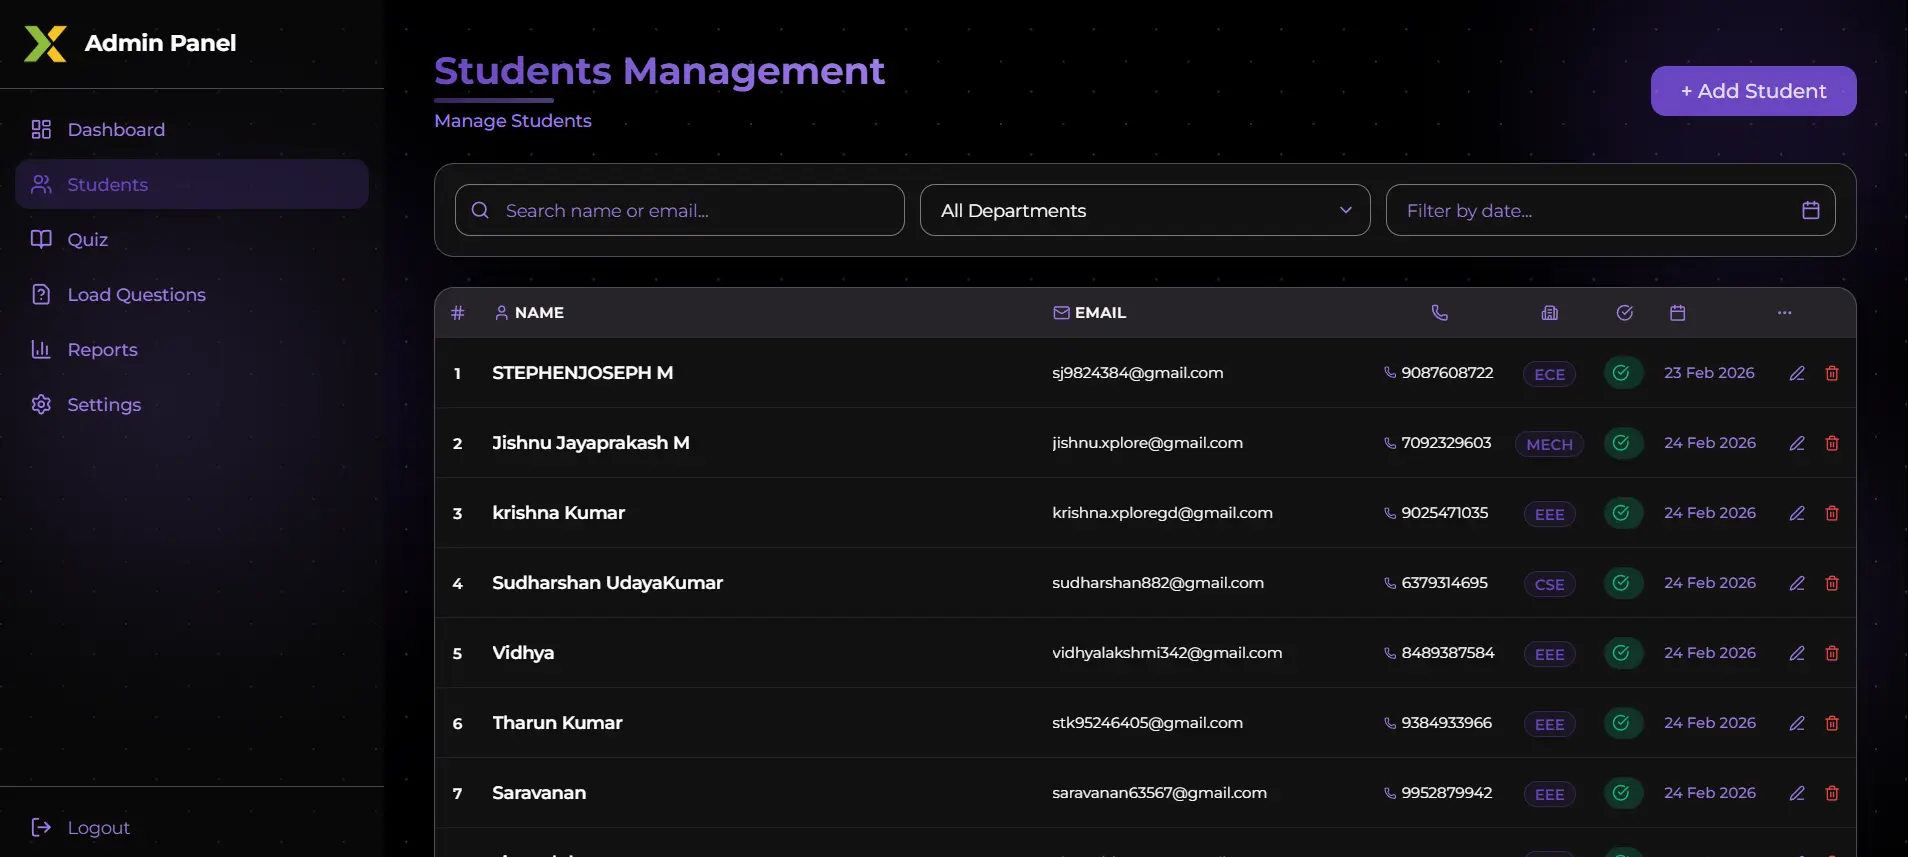 Admin Panel
Dashboard
Students
Quiz
Load Questions
Reports
Settings
Logout
Students Management
Manage Students
+ Add Student
Search name or email...
All Departments
Filter by date...
# NAME EMAIL ...
1 STEPHENJOSEPH M sj9824384@gmail.com 9087608722 ECE 23 Feb 2026
2 Jishnu Jayaprakash M jishnu.xplore@gmail.com 7092329603 MECH 24 Feb 2026
3 krishna Kumar krishna.xploregd@gmail.com 9025471035 EEE 24 Feb 2026
4 Sudharshan UdayaKumar sudharshan882@gmail.com 6379314695 CSE 24 Feb 2026
5 Vidhya vidhyalakshmi342@gmail.com 8489387584 EEE 24 Feb 2026
6 Tharun Kumar stk95246405@gmail.com 9384933966 EEE 24 Feb 2026
7 Saravanan saravanan63567@gmail.com 9952879942 EEE 24 Feb 2026